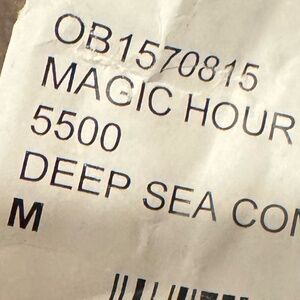 OB1570815
MAGIC HOUR
5500
DEEP SEA CO
M